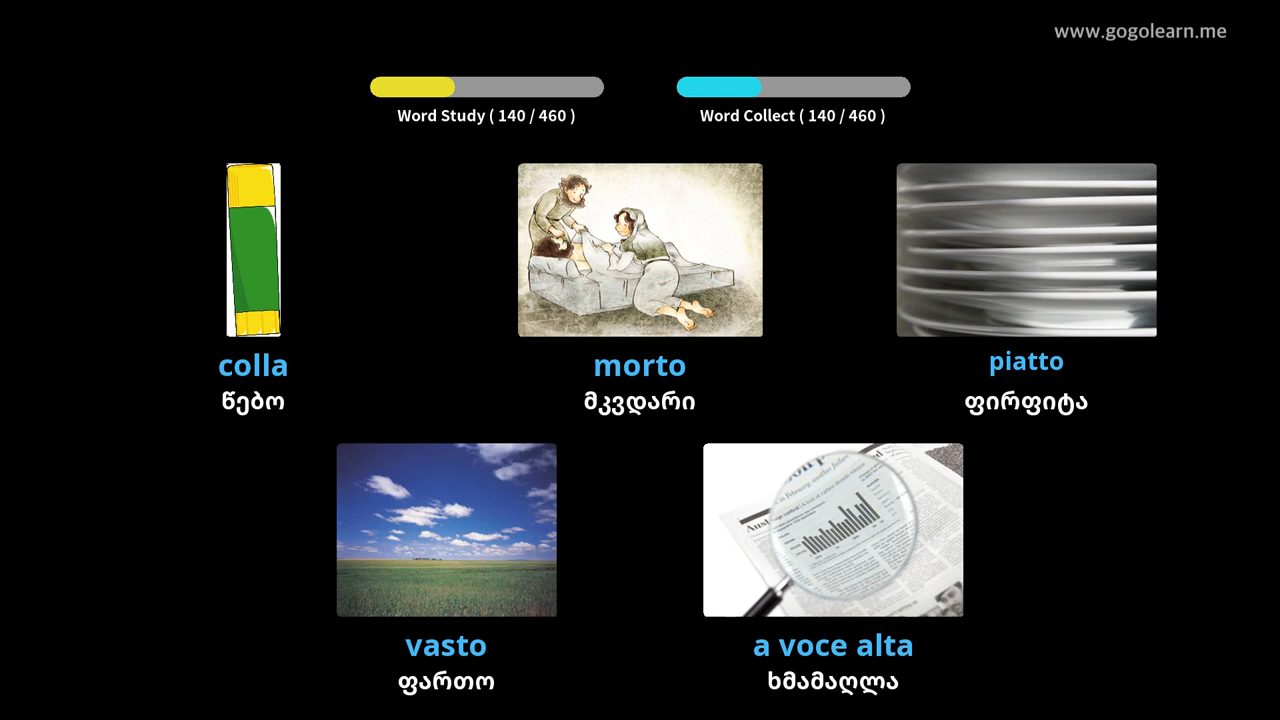 www.gogolearn.me
Word Study ( 140 / 460 )
Word Collect ( 140 / 460 )
colla
წებო
morto
მკვდარი
piatto
ფირფიტა
vasto
ფართო
a voce alta
ხმამაღლა